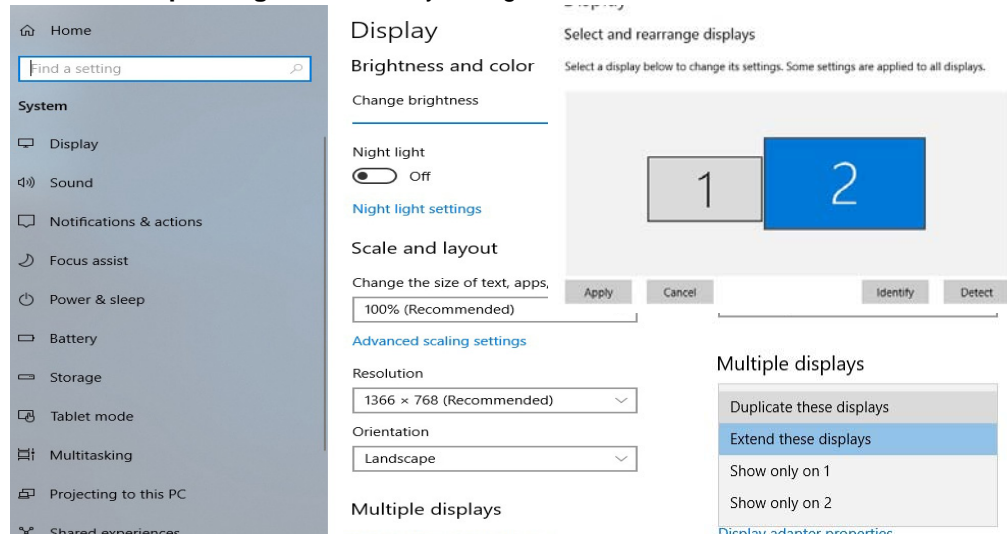 Home
Find a setting
System
Display
Sound
Notifications & actions
Focus assist
Power & sleep
Battery
Storage
Tablet mode
Multitasking
Projecting to this PC
Shared experiences
Display
Brightness and color
Change brightness
Night light
Off
Night light settings
Scale and layout
Change the size of text, apps,
100% (Recommended)
Advanced scaling settings
Resolution
1366 × 768 (Recommended)
Orientation
Landscape
Multiple displays
Select and rearrange displays
Select a display below to change its settings. Some settings are applied to all displays.
1
2
Apply Cancel Identify Detect
Multiple displays
Duplicate these displays
Extend these displays
Show only on 1
Show only on 2
Display adapter properties